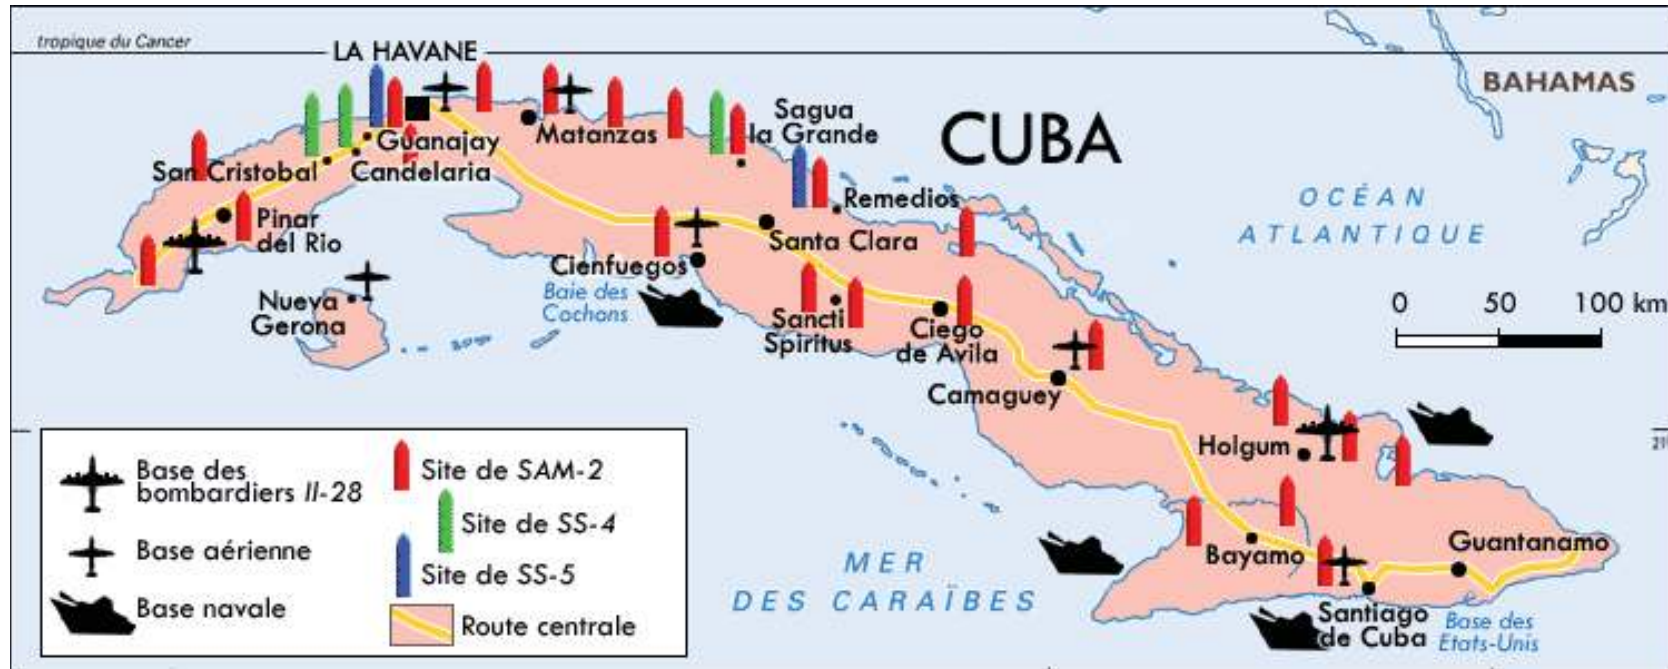 tropique du Cancer
LA HAVANE
BAHAMAS
CUBA
Sagua
la Grande
Matanzas
Guanajay
San Cristobal
Candelaria
Remedios
OCÉAN
ATLANTIQUE
Pinar
del Rio
Santa Clara
Cienfuegos
Baie des
Cochons
Nueva
Gerona
Sancti
Spiritus
Ciego
de Avila
0 50 100 km
Camaguey
Holgum
Bayamo
Guantanamo
MER
DES CARAÏBES
Santiago
de Cuba
Base des
Etats-Unis
Base des
bombardiers Il-28
Base aérienne
Base navale
Site de SAM-2
Site de SS-4
Site de SS-5
Route centrale